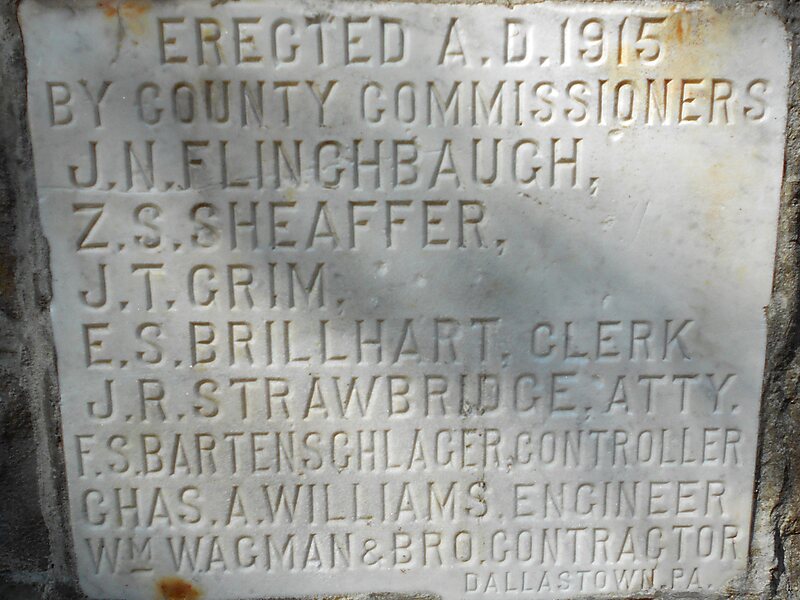 ERECTED A.D.1915
BY COUNTY COMMISSIONERS
J.N.FLINCHBAUGH,
Z.S.SHEAFFER,
J.T.GRIM,
E.S.BRILLHART, CLERK
J.R.STRAWBRIDGE, ATTY.
F.S.BARTENSCHLAGER,CONTROLLER
CHAS.A.WILLIAMS.ENGINEER
WM WAGMAN & BRO.CONTRACTOR
DALLASTOWN.PA.